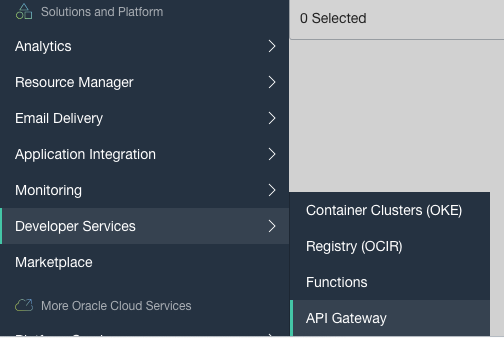 Solutions and Platform
0 Selected
Analytics
Resource Manager
Email Delivery
Application Integration
Monitoring
Developer Services
Marketplace
More Oracle Cloud Services
Container Clusters (OKE)
Registry (OCIR)
Functions
API Gateway